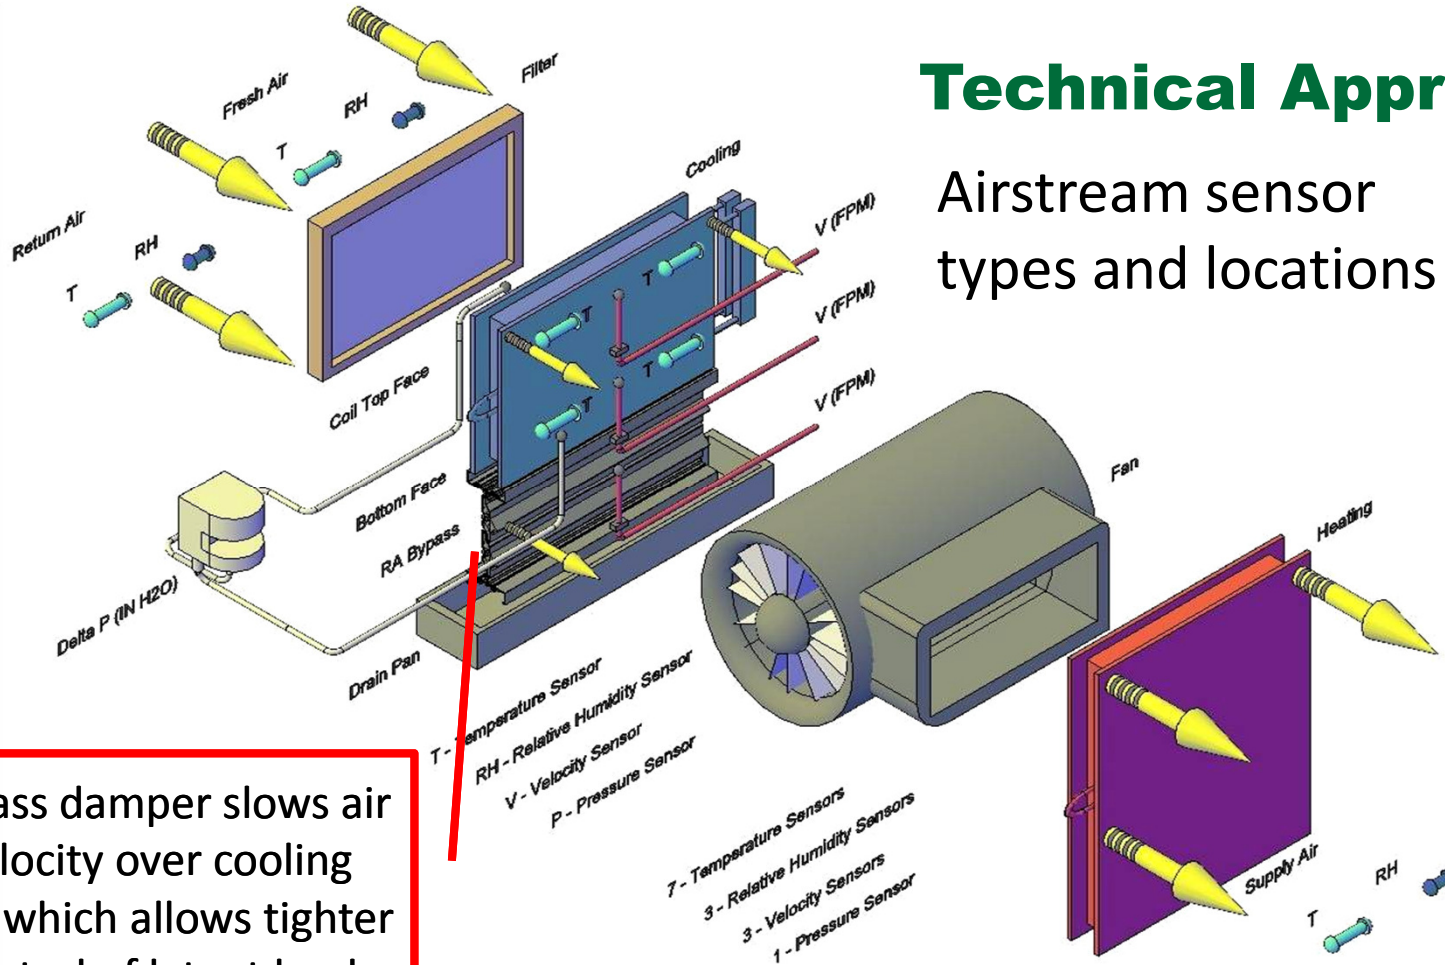 Technical Appr
Airstream sensor
types and locations
Filter
Fresh Air
RH
T
Cooling
V (FPM)
Return Air
RH
T
T
V (FPM)
T
T
Coil Top Face
T
V (FPM)
Bottom Face
RA Bypass
Fan
Heating
Delta P (IN H2O)
Drain Pan
T - Temperature Sensor
RH - Relative Humidity Sensor
V - Velocity Sensor
P - Pressure Sensor
7 - Temperature Sensors
3 - Relative Humidity Sensors
3 - Velocity Sensors
1 - Pressure Sensor
Supply Air
RH
T
ass damper slows air
locity over cooling
which allows tighter